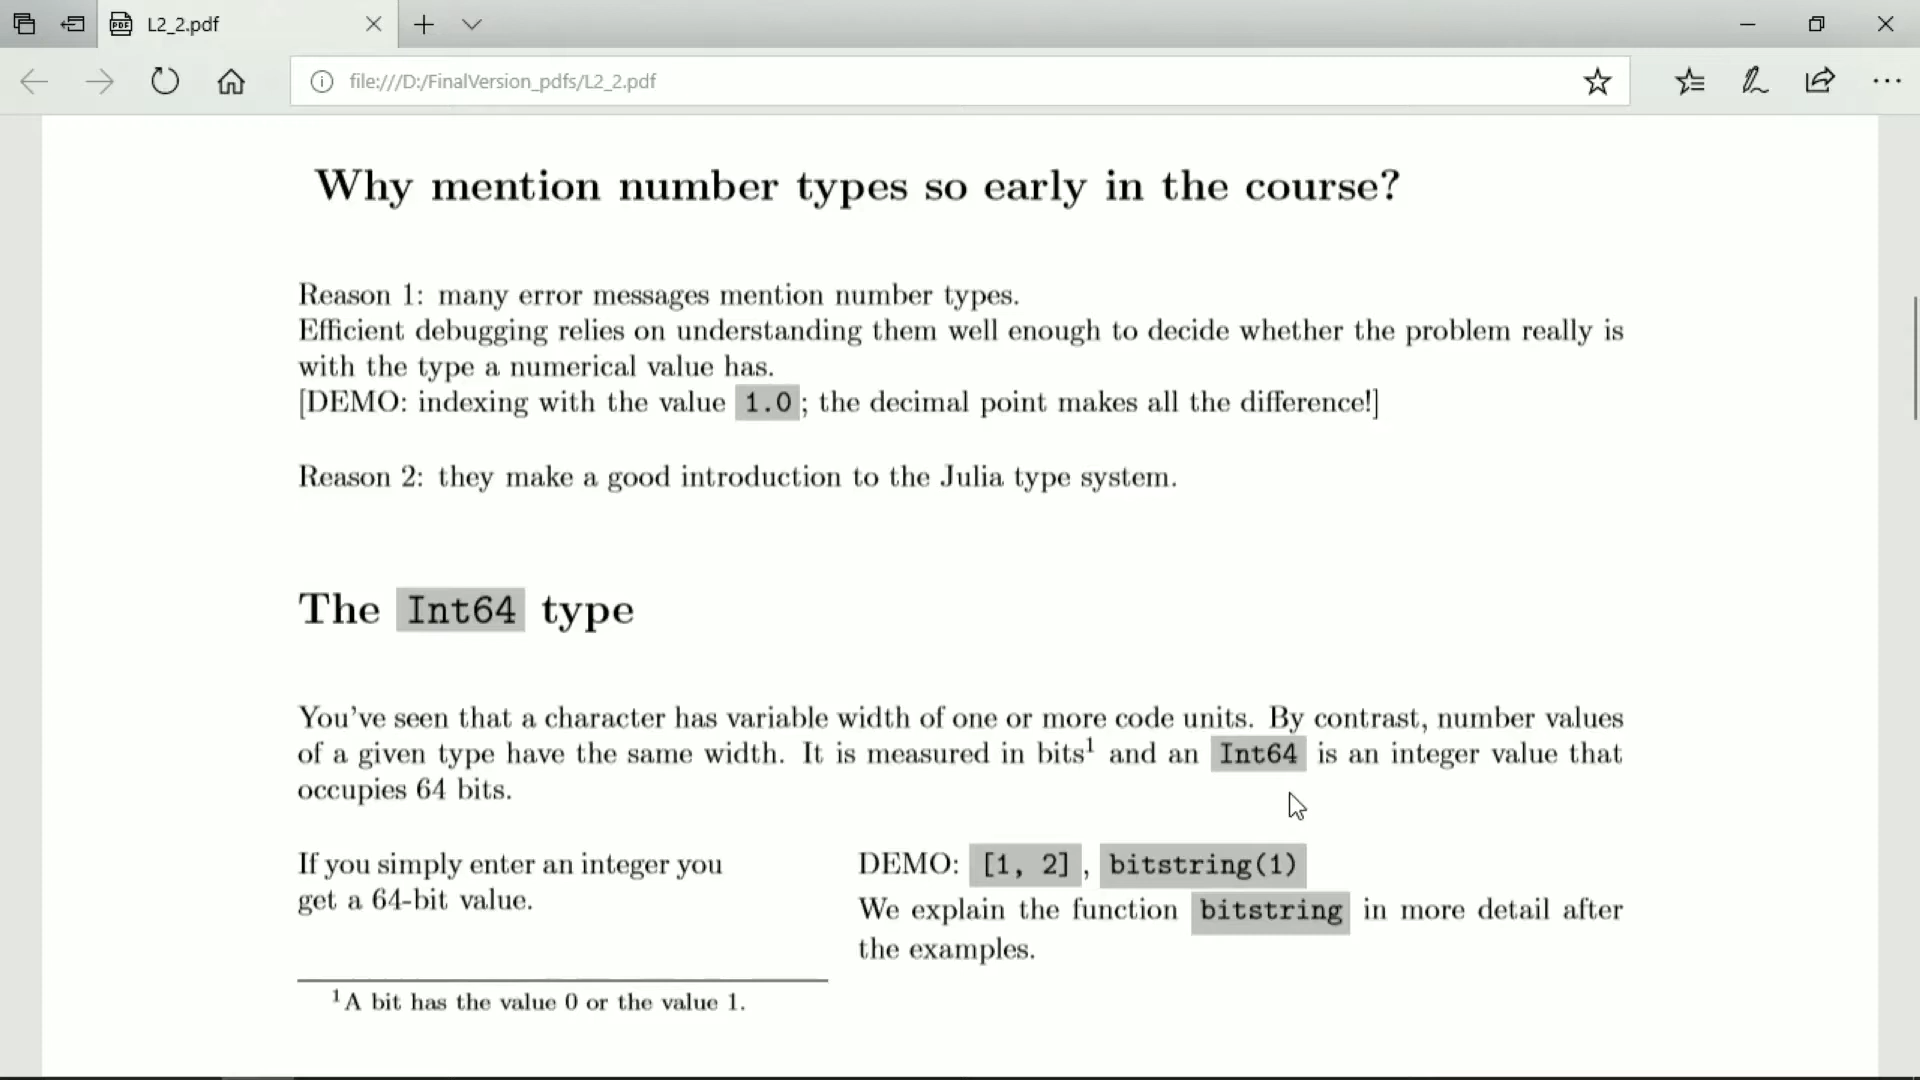 L2_2.pdf
file:///D:/FinalVersion_pdfs/L2_2.pdf
Why mention number types so early in the course?
Reason 1: many error messages mention number types.
Efficient debugging relies on understanding them well enough to decide whether the problem really is
with the type a numerical value has.
[DEMO: indexing with the value 1.0; the decimal point makes all the difference!]
Reason 2: they make a good introduction to the Julia type system.
The Int64 type
You've seen that a character has variable width of one or more code units. By contrast, number values
of a given type have the same width. It is measured in bits¹ and an Int64 is an integer value that
occupies 64 bits.
If you simply enter an integer you
get a 64-bit value.
DEMO: [1, 2], bitstring(1)
We explain the function bitstring in more detail after
the examples.
¹A bit has the value 0 or the value 1.